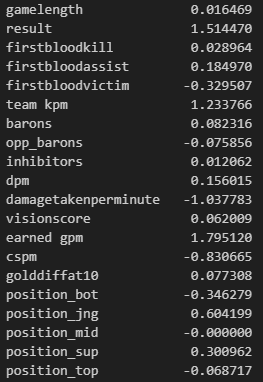 gamelength 0.016469
result 1.514470
firstbloodkill 0.028964
firstbloodassist 0.184970
firstbloodvictim -0.329507
team kpm 1.233766
barons 0.082316
opp_barons -0.075856
inhibitors 0.012062
dpm 0.156015
damagetakenperminute -1.037783
visionscore 0.062009
earned gpm 1.795120
cspm -0.830665
golddiffat10 0.077308
position_bot -0.346279
position_jng 0.604199
position_mid -0.000000
position_sup 0.300962
position_top -0.068717